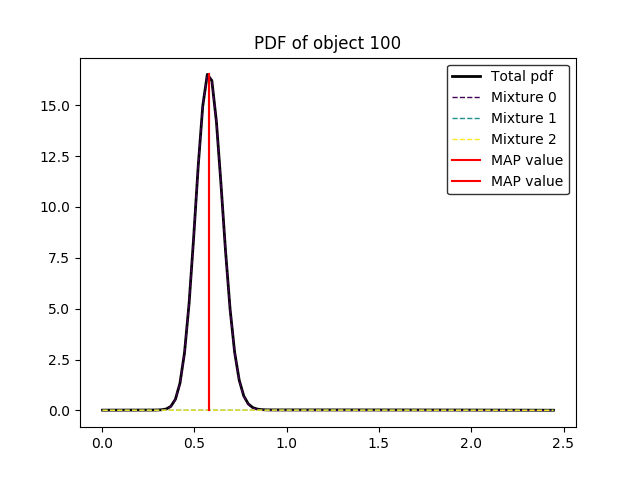 PDF of object 100
Total pdf
Mixture 0
Mixture 1
Mixture 2
MAP value
MAP value
15.0
12.5
10.0
7.5
5.0
2.5
0.0
0.0 0.5 1.0 1.5 2.0 2.5